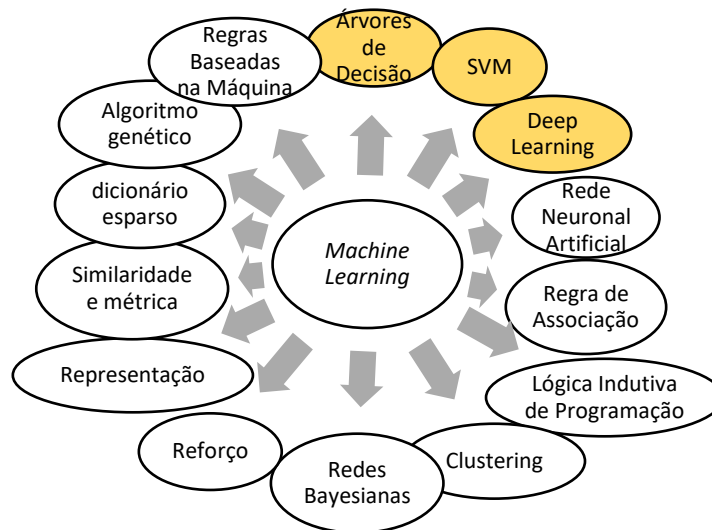 Árvores
de
Decisão
SVM
Deep
Learning
Rede
Neuronal
Artificial
Regra de
Associação
Lógica Indutiva
de Programação
Clustering
Redes
Bayesianas
Reforço
Representação
Similaridade
e métrica
dicionário
esparso
Algoritmo
genético
Regras
Baseadas
na Máquina
Machine
Learning